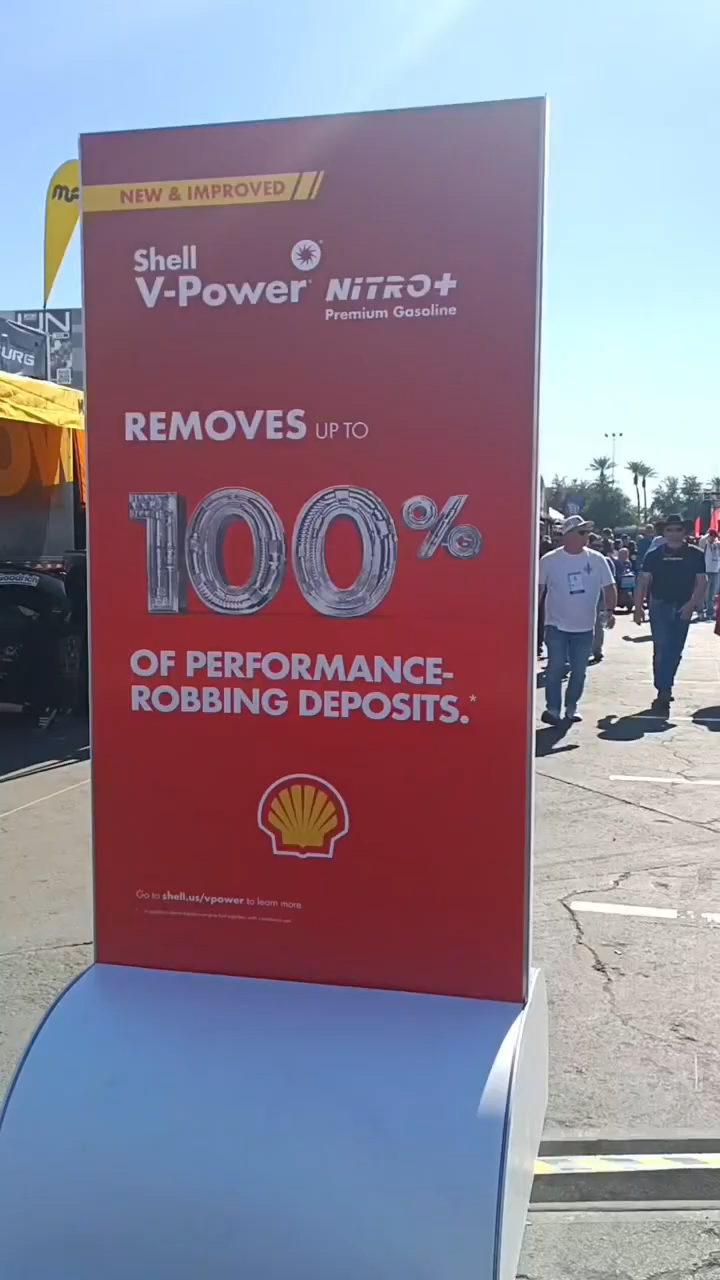 NEW & IMPROVED
Shell
V-Power NiTRO+
Premium Gasoline
REMOVES UP TO
100%
OF PERFORMANCE-
ROBBING DEPOSITS.*
Go to shell.us/vpower to learn more.
URG